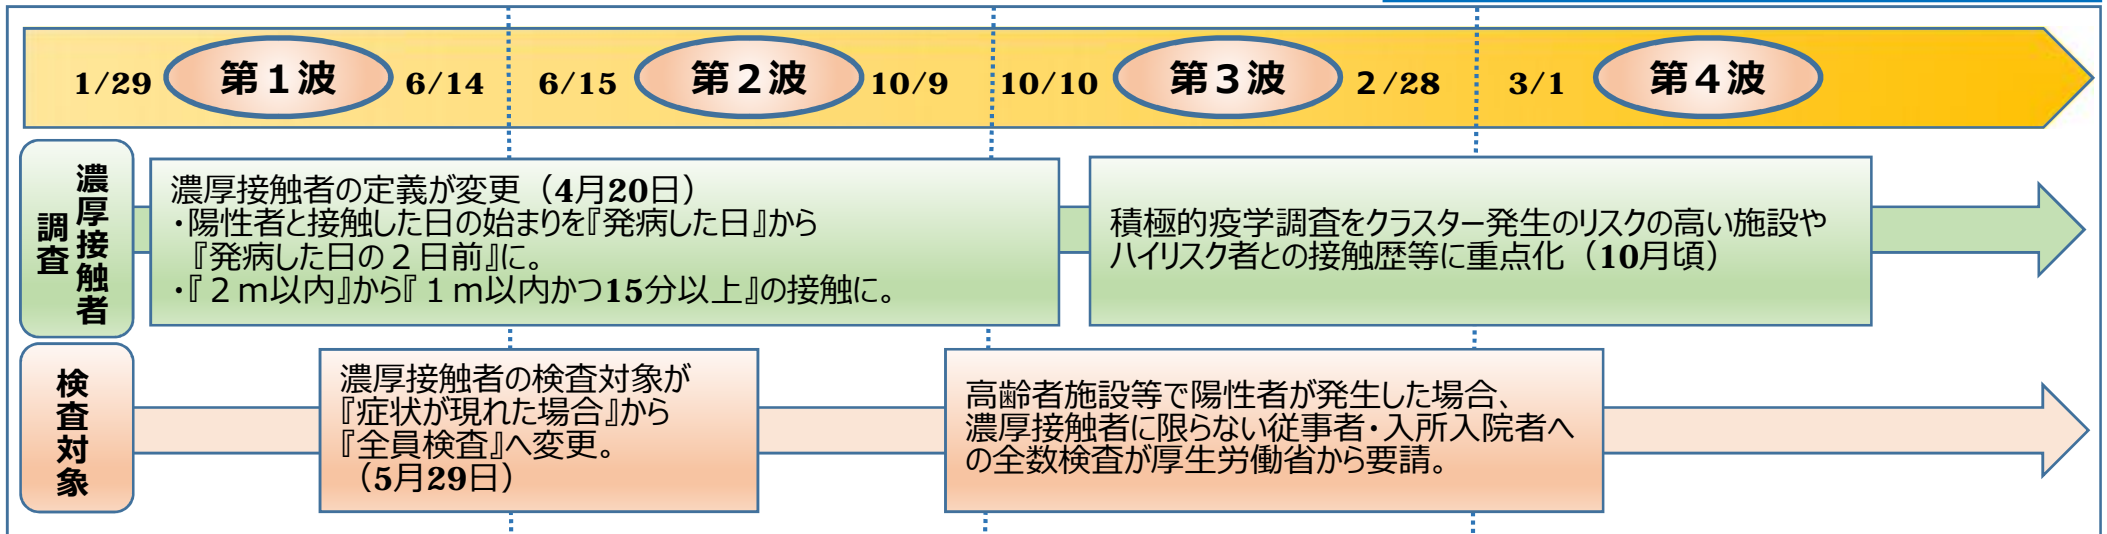 1/29 第１波 6/14 6/15 第２波 10/9 10/10 第３波 2/28 3/1 第４波
濃厚接触者
調査
濃厚接触者の定義が変更（4月20日）
・陽性者と接触した日の始まりを『発病した日』から
『発病した日の２日前』に。
・『２ｍ以内』から『１ｍ以内かつ15分以上』の接触に。
積極的疫学調査をクラスター発生のリスクの高い施設や
ハイリスク者との接触歴等に重点化（10月頃）
検査対象
濃厚接触者の検査対象が
『症状が現れた場合』から
『全員検査』へ変更。
（5月29日）
高齢者施設等で陽性者が発生した場合、
濃厚接触者に限らない従事者・入所入院者へ
の全数検査が厚生労働省から要請。